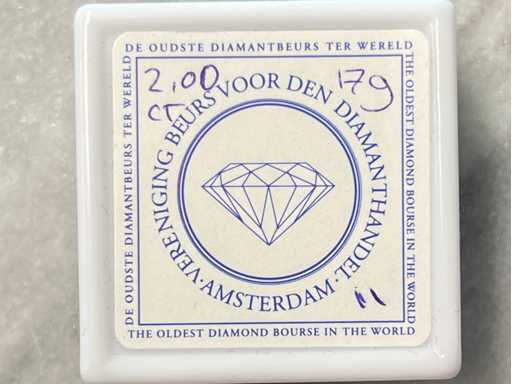 DE OUDSTE DIAMANTBEURS TER WERELD
THE OLDEST DIAMOND BOURSE IN THE WORLD
THE OLDEST DIAMOND BOURSE IN THE WORLD
DE OUDSTE DIAMANTBEURS TER WERELD
2,00
CT
179
VERENIGING BEURS VOOR DEN DIAMANTHANDEL
·AMSTERDAM·